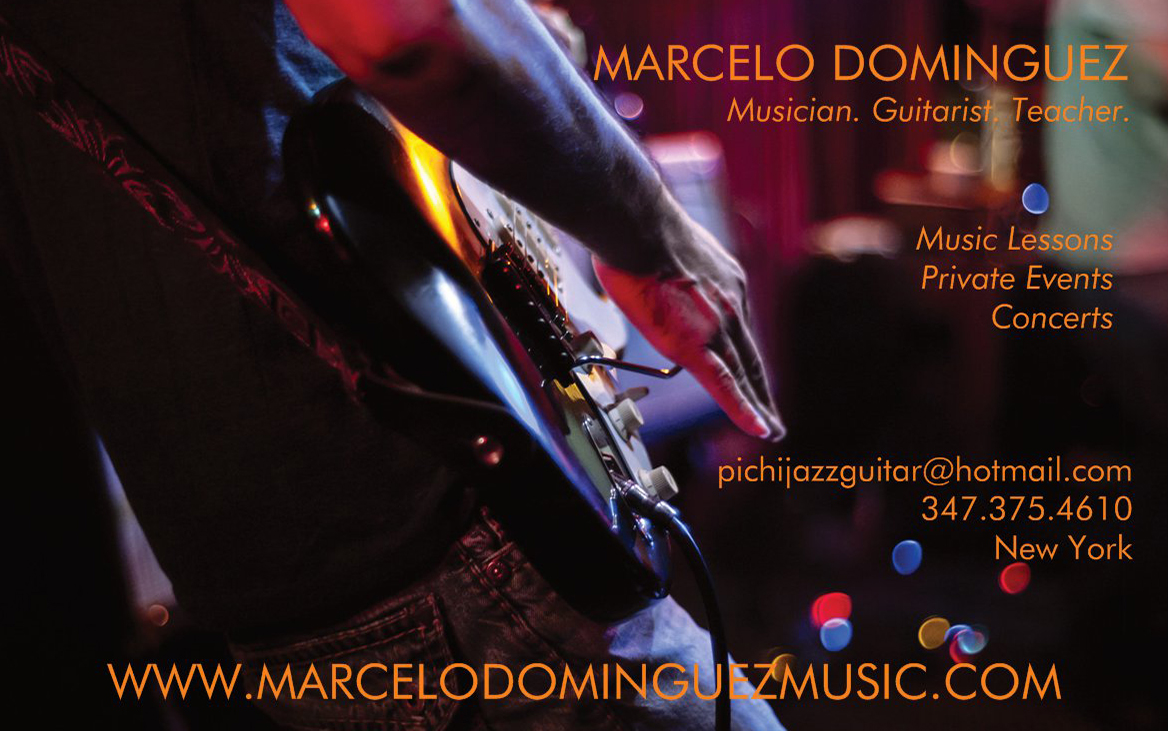 MARCELO DOMINGUEZ
Musician. Guitarist. Teacher.
Music Lessons
Private Events
Concerts
pichijazzguitar@hotmail.com
347.375.4610
New York
WWW.MARCELODOMINGUEZMUSIC.COM